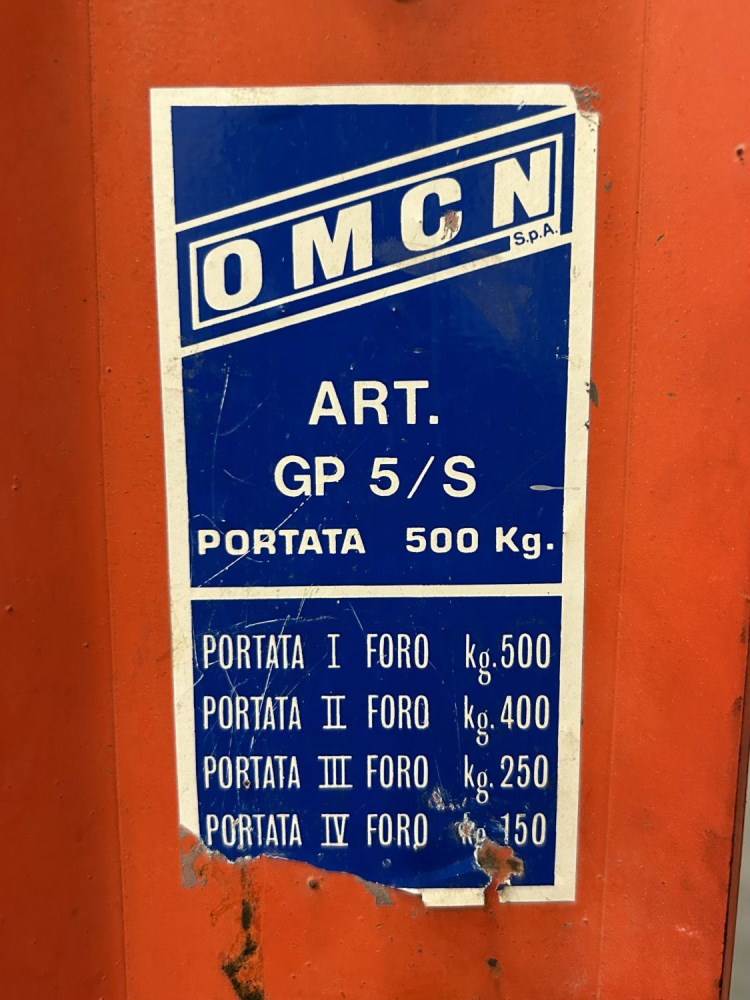 OMCN
S.p.A.
ART.
GP 5/S
PORTATA 500 Kg.
PORTATA I FORO kg.500
PORTATA II FORO kg.400
PORTATA III FORO kg.250
PORTATA IV FORO kg 150